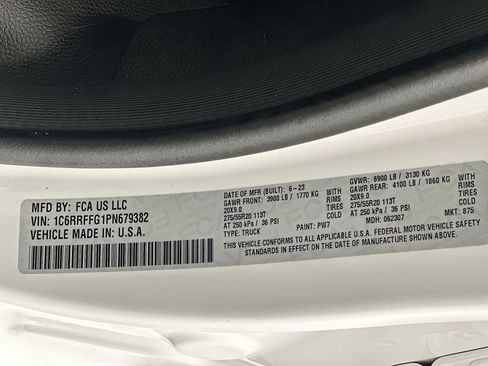 MFD BY: FCA US LLC
VIN: 1C6RRFFG1PN679382
VEHICLE MADE IN: U.S.A.
DATE OF MFR (BUILT): 6-23
GAWR FRONT: 3900 LB / 1770 KG
WITH
20X9.0
RIMS
275/55R20 113T
TIRES
AT 250 kPa / 36 PSI
COLD
TYPE: TRUCK
PAINT: PW7
GVWR: 6900 LB / 3130 KG
GAWR REAR: 4100 LB / 1860 KG
WITH
20X9.0
RIMS
275/55R20 113T
TIRES
AT 250 kPa / 36 PSI
COLD
MDH: 062307
MKT: 875
THIS VEHICLE CONFORMS TO ALL APPLICABLE U.S.A. FEDERAL MOTOR VEHICLE SAFETY
STANDARDS IN EFFECT ON THE DATE OF MANUFACTURE SHOWN ABOVE.